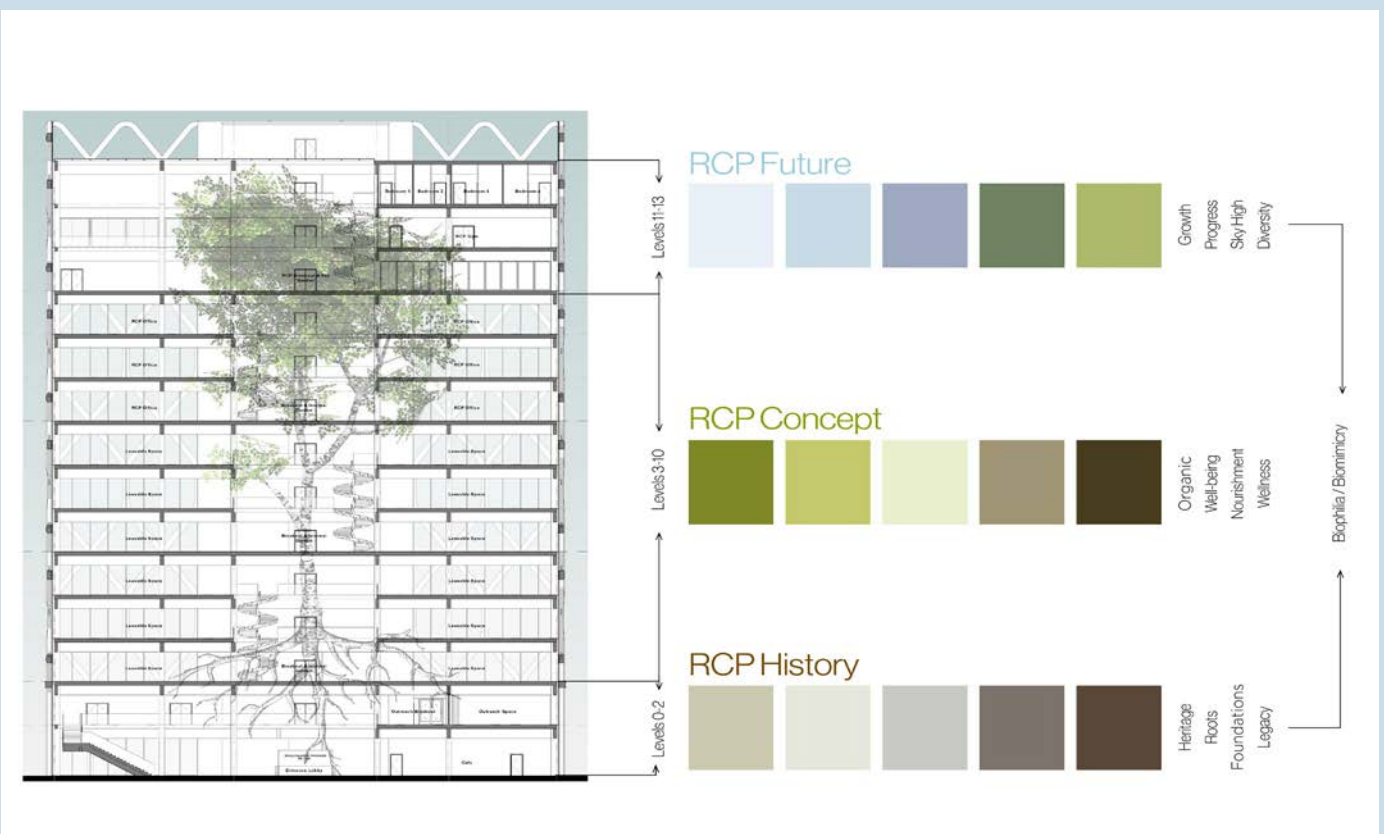 RCP Future
Levels 11-13
Growth
Progress
Sky High
Diversity
Bedroom 2
RCP Office
RCP Office
RCP Office
RCP Office
RCP Office
RCP Office
RCP Concept
Levels 3-10
Organic
Well-being
Nourishment
Wellness
Biophilia / Biomimicry
Leasable Space
Leasable Space
Leasable Space
Leasable Space
Leasable Space
Leasable Space
Leasable Space
Leasable Space
Leasable Space
Leasable Space
Leasable Space
Leasable Space
RCP History
Levels 0-2
Heritage
Roots
Foundations
Legacy
Outreach Space
Entrance Lobby
Cafe